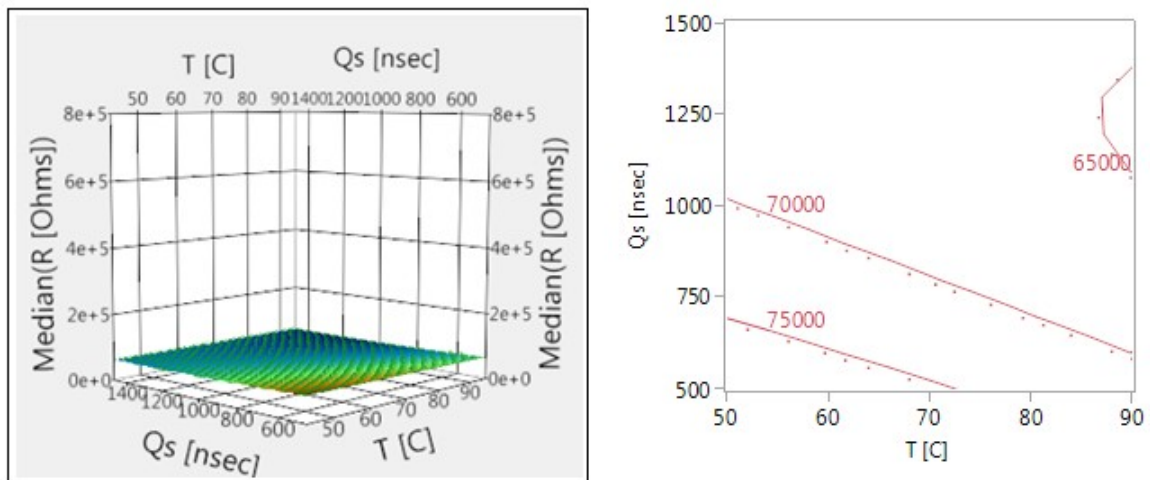 T [C] Qs [nsec]
50 60 70 80 90 1400 1200 1000 800 600
8e+5 8e+5
6e+5 6e+5
4e+5 4e+5
2e+5 2e+5
0e+0 0e+0
Median(R [Ohms])
Median(R [Ohms])
1400 1200 1000 800 600
50 60 70 80 90
Qs [nsec] T [C]
1500
1250
1000
750
500
Qs [nsec]
65000
70000
75000
50 60 70 80 90
T [C]